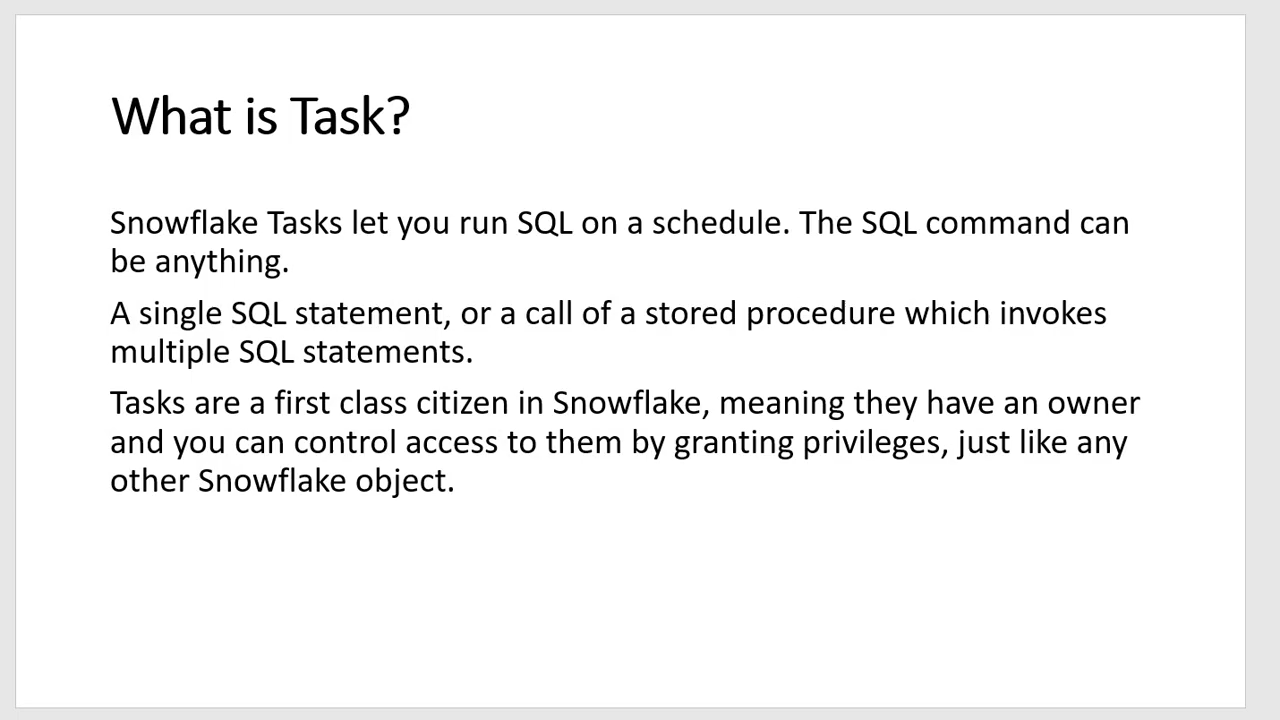 What is Task?
Snowflake Tasks let you run SQL on a schedule. The SQL command can
be anything.
A single SQL statement, or a call of a stored procedure which invokes
multiple SQL statements.
Tasks are a first class citizen in Snowflake, meaning they have an owner
and you can control access to them by granting privileges, just like any
other Snowflake object.